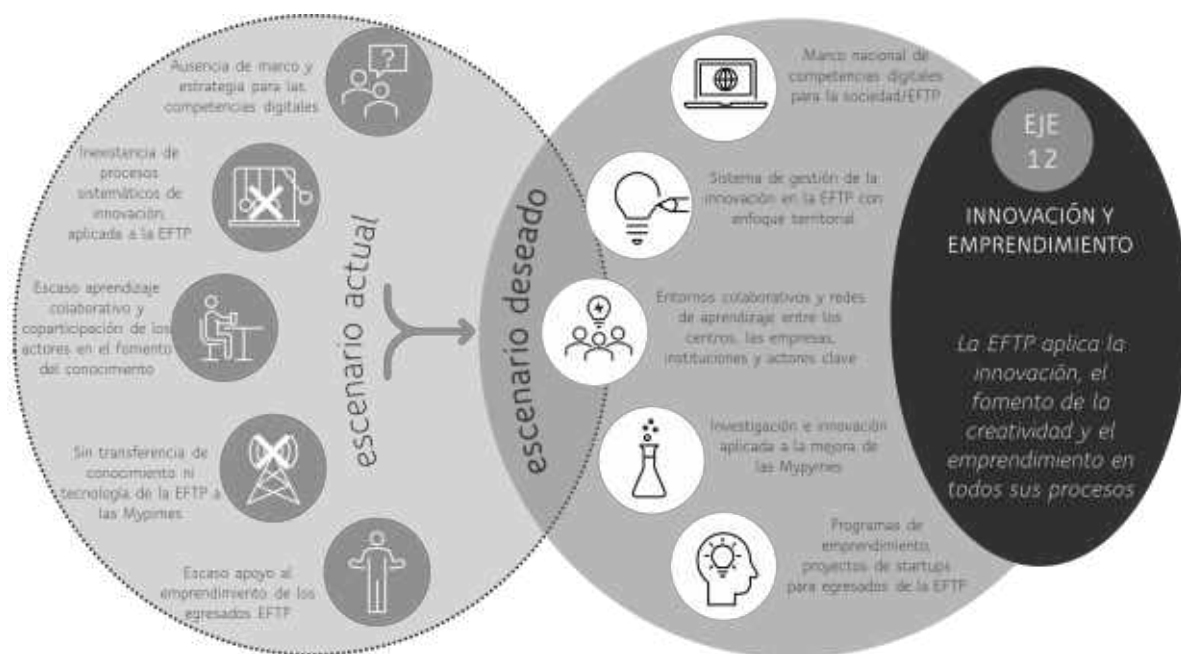 Ausencia de marco y
estrategia para las
competencias digitales
?
Inexistencia de
procesos
sistemáticos de
innovación,
aplicada a la EFTP
Escaso aprendizaje
colaborativo y
coparticipación de los
actores en el fomento
del conocimiento
Sin transferencia de
conocimiento ni
tecnología de la EFTP a
las Mypimes
Escaso apoyo al
emprendimiento de los
egresados EFTP
escenario actual
escenario deseado
Marco nacional de
competencias digitales
para la sociedad/EFTP
Sistema de gestión de la
innovación en la EFTP con
enfoque territorial
Entornos colaborativos y redes
de aprendizaje entre los
centros, las empresas,
instituciones y actores clave
Investigación e innovación
aplicada a la mejora de
las Mypymes
Programas de
emprendimiento,
proyectos de startups
para egresados de la EFTP
EJE
12
INNOVACIÓN Y
EMPRENDIMIENTO
La EFTP aplica la
innovación, el
fomento de la
creatividad y el
emprendimiento en
todos sus procesos